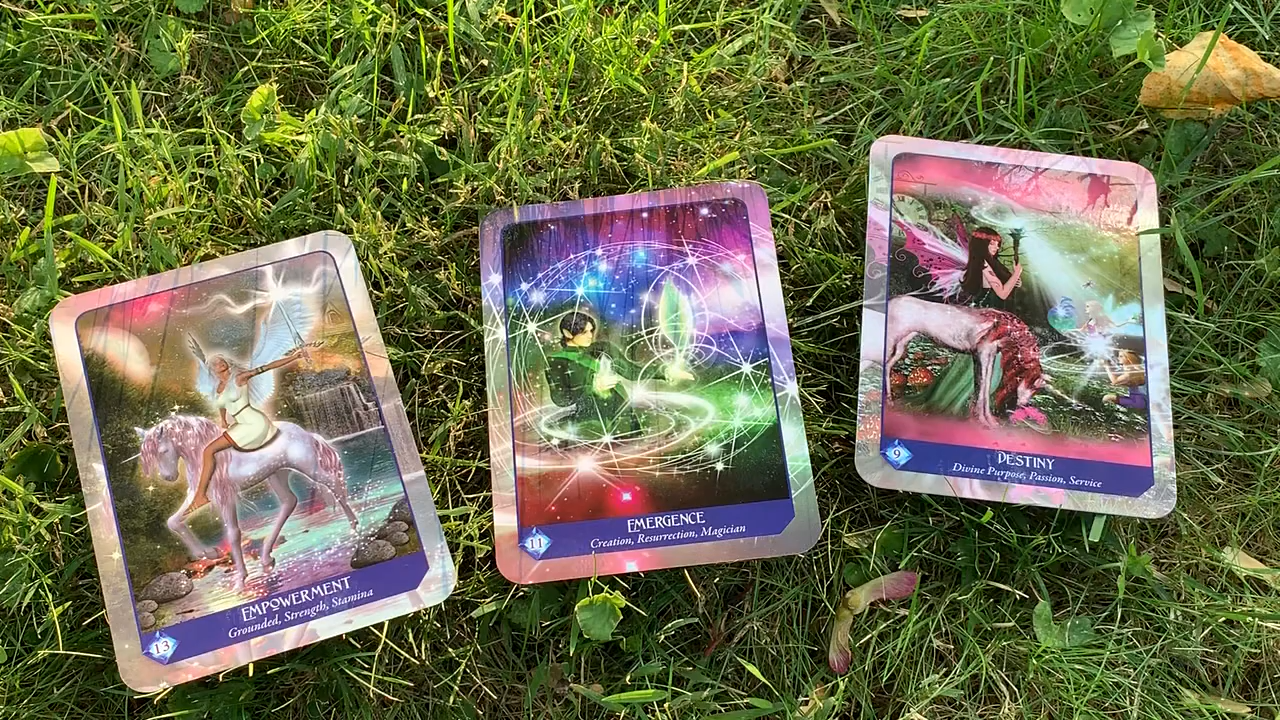 EMPOWERMENT
Grounded, Strength, Stamina
13
EMERGENCE
Creation, Resurrection, Magician
11
DESTINY
Divine Purpose, Passion, Service
9